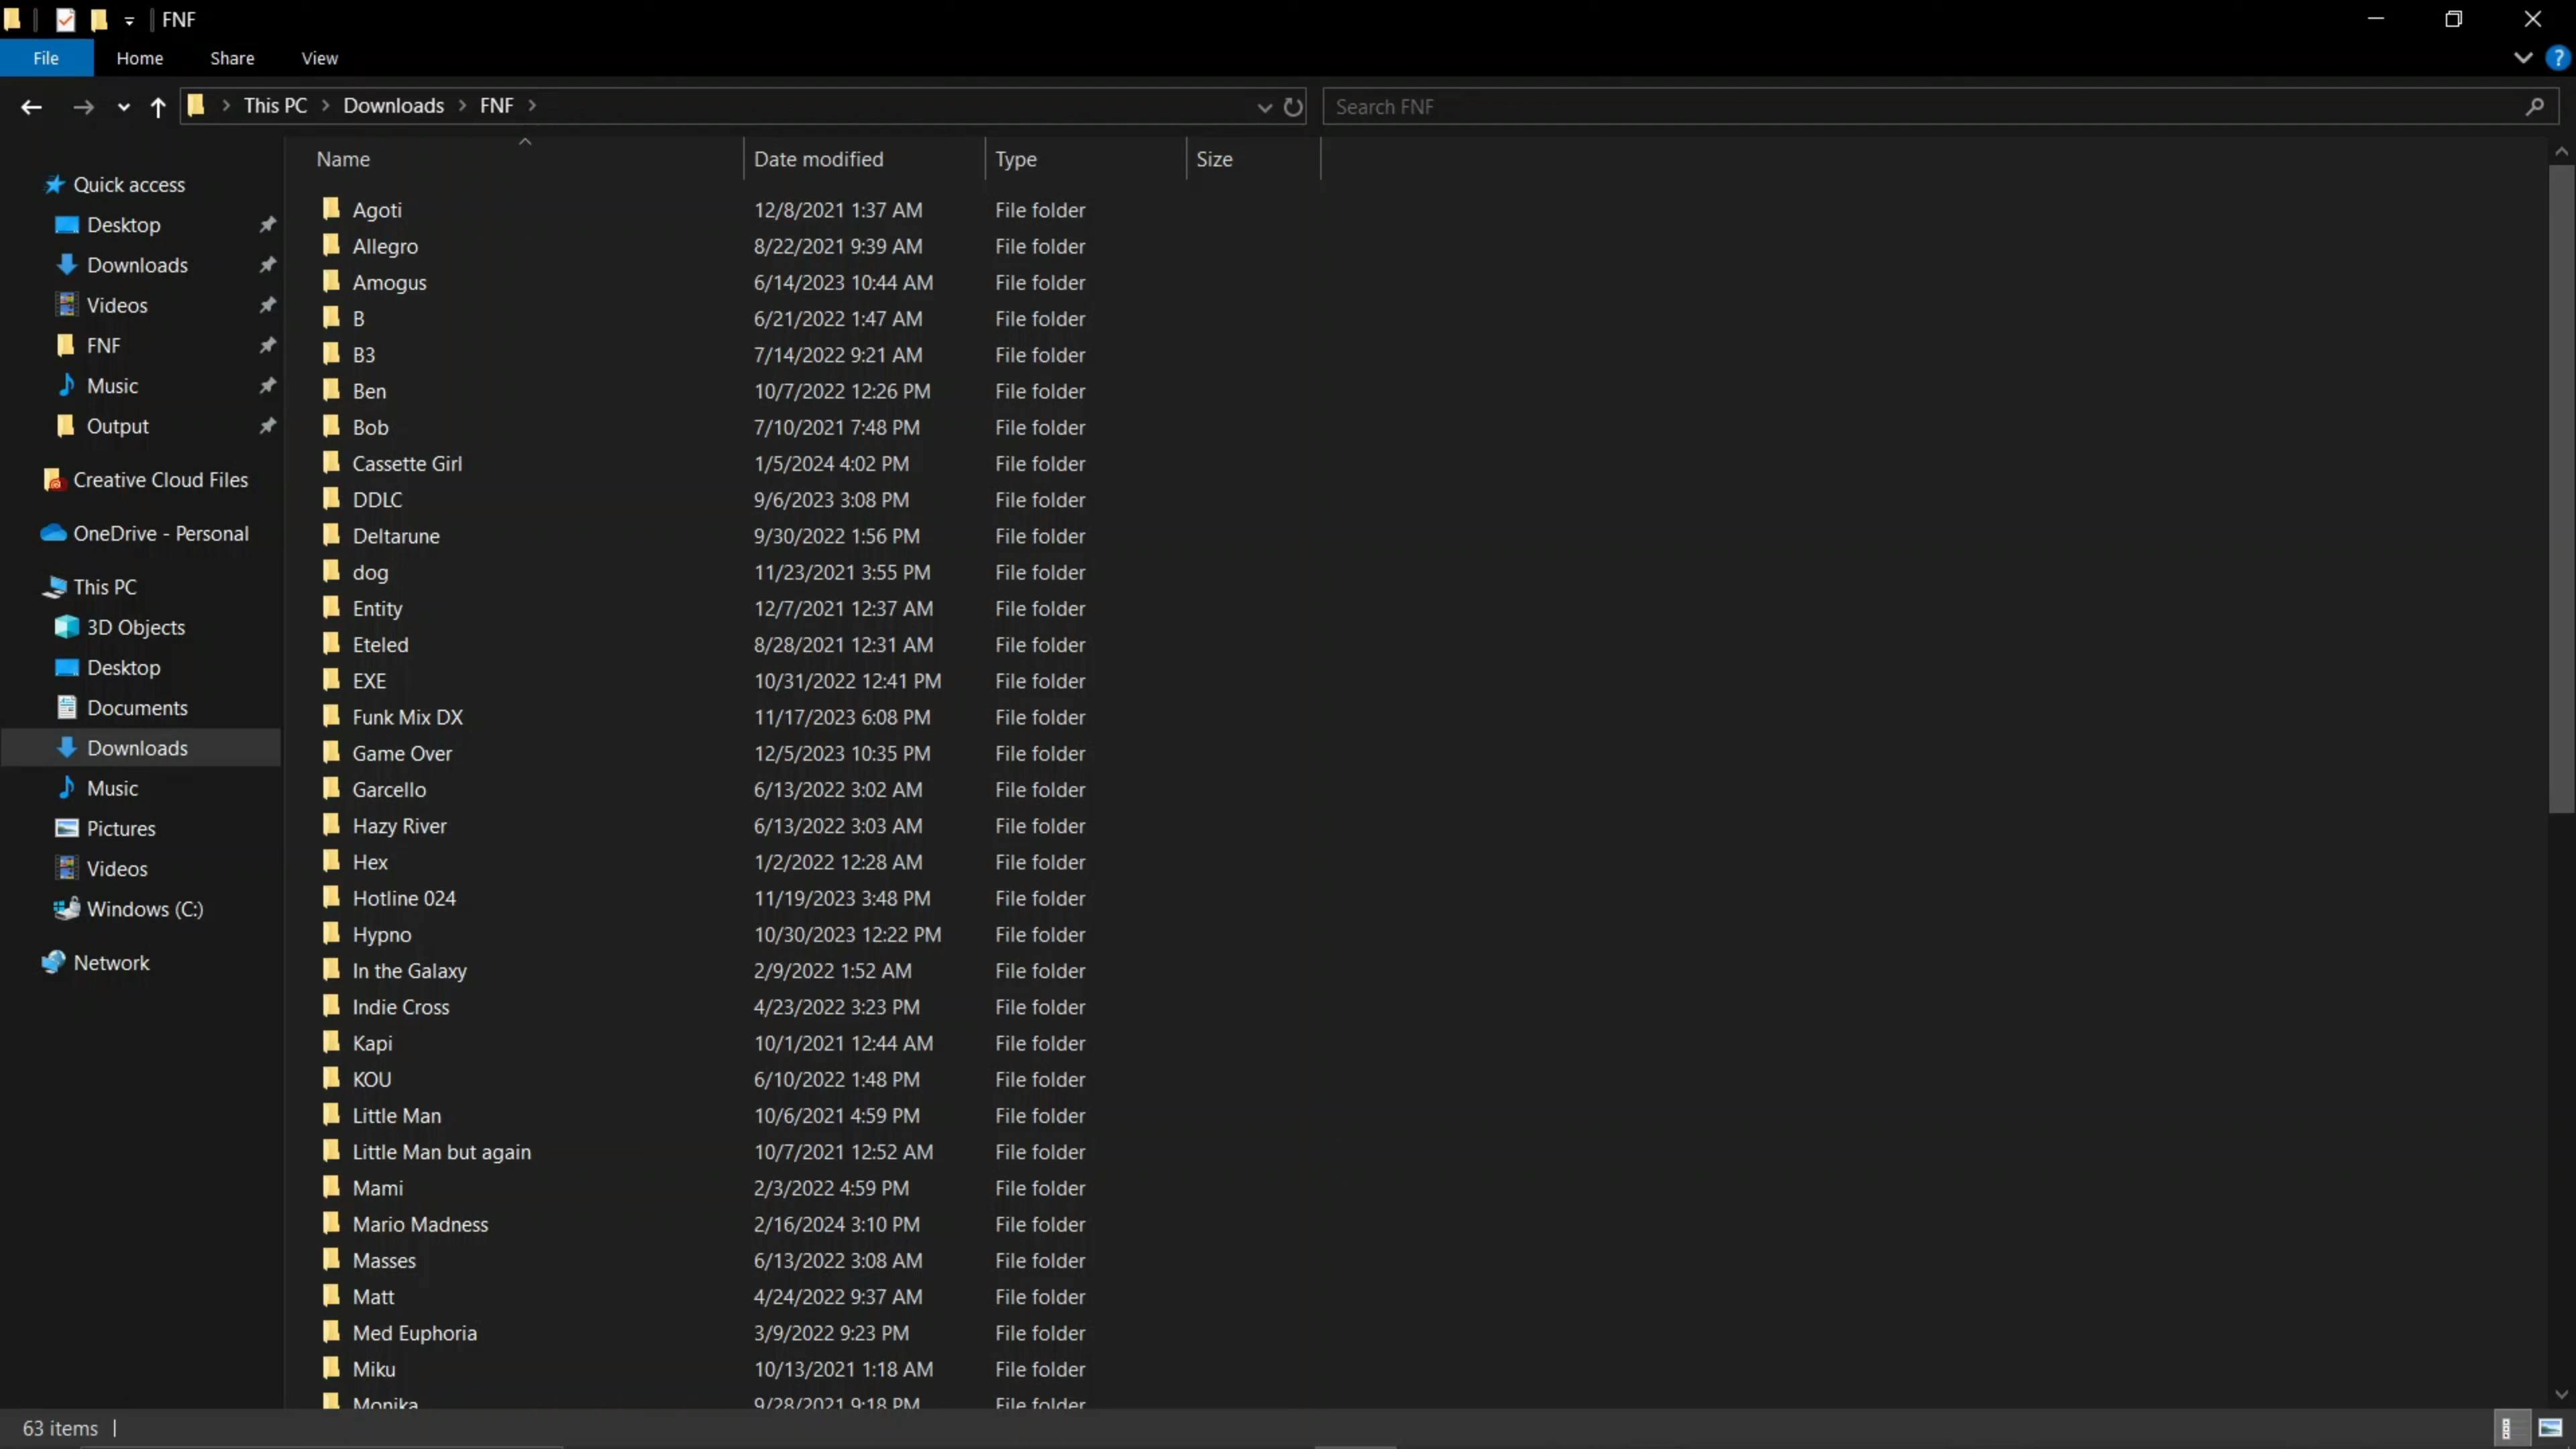 FNF
File Home Share View
This PC Downloads FNF
Search FNF
Name Date modified Type Size
Quick access
Desktop
Downloads
Videos
FNF
Music
Output
Creative Cloud Files
OneDrive - Personal
This PC
3D Objects
Desktop
Documents
Downloads
Music
Pictures
Videos
Windows (C:)
Network
Agoti 12/8/2021 1:37 AM File folder
Allegro 8/22/2021 9:39 AM File folder
Amogus 6/14/2023 10:44 AM File folder
B 6/21/2022 1:47 AM File folder
B3 7/14/2022 9:21 AM File folder
Ben 10/7/2022 12:26 PM File folder
Bob 7/10/2021 7:48 PM File folder
Cassette Girl 1/5/2024 4:02 PM File folder
DDLC 9/6/2023 3:08 PM File folder
Deltarune 9/30/2022 1:56 PM File folder
dog 11/23/2021 3:55 PM File folder
Entity 12/7/2021 12:37 AM File folder
Eteled 8/28/2021 12:31 AM File folder
EXE 10/31/2022 12:41 PM File folder
Funk Mix DX 11/17/2023 6:08 PM File folder
Game Over 12/5/2023 10:35 PM File folder
Garcello 6/13/2022 3:02 AM File folder
Hazy River 6/13/2022 3:03 AM File folder
Hex 1/2/2022 12:28 AM File folder
Hotline 024 11/19/2023 3:48 PM File folder
Hypno 10/30/2023 12:22 PM File folder
In the Galaxy 2/9/2022 1:52 AM File folder
Indie Cross 4/23/2022 3:23 PM File folder
Kapi 10/1/2021 12:44 AM File folder
KOU 6/10/2022 1:48 PM File folder
Little Man 10/6/2021 4:59 PM File folder
Little Man but again 10/7/2021 12:52 AM File folder
Mami 2/3/2022 4:59 PM File folder
Mario Madness 2/16/2024 3:10 PM File folder
Masses 6/13/2022 3:08 AM File folder
Matt 4/24/2022 9:37 AM File folder
Med Euphoria 3/9/2022 9:23 PM File folder
Miku 10/13/2021 1:18 AM File folder
Monika 9/28/2021 9:18 PM File folder
63 items